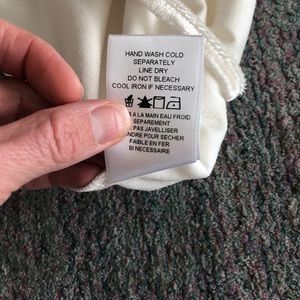 HAND WASH COLD
SEPARATELY
LINE DRY
DO NOT BLEACH
COOL IRON IF NECESSARY
R A LA MAIN EAU FROID
SEPAREMENT
PAS JAVELLISER
NDRE POUR SECHER
FAIBLE EN FER
SI NECESSAIRE